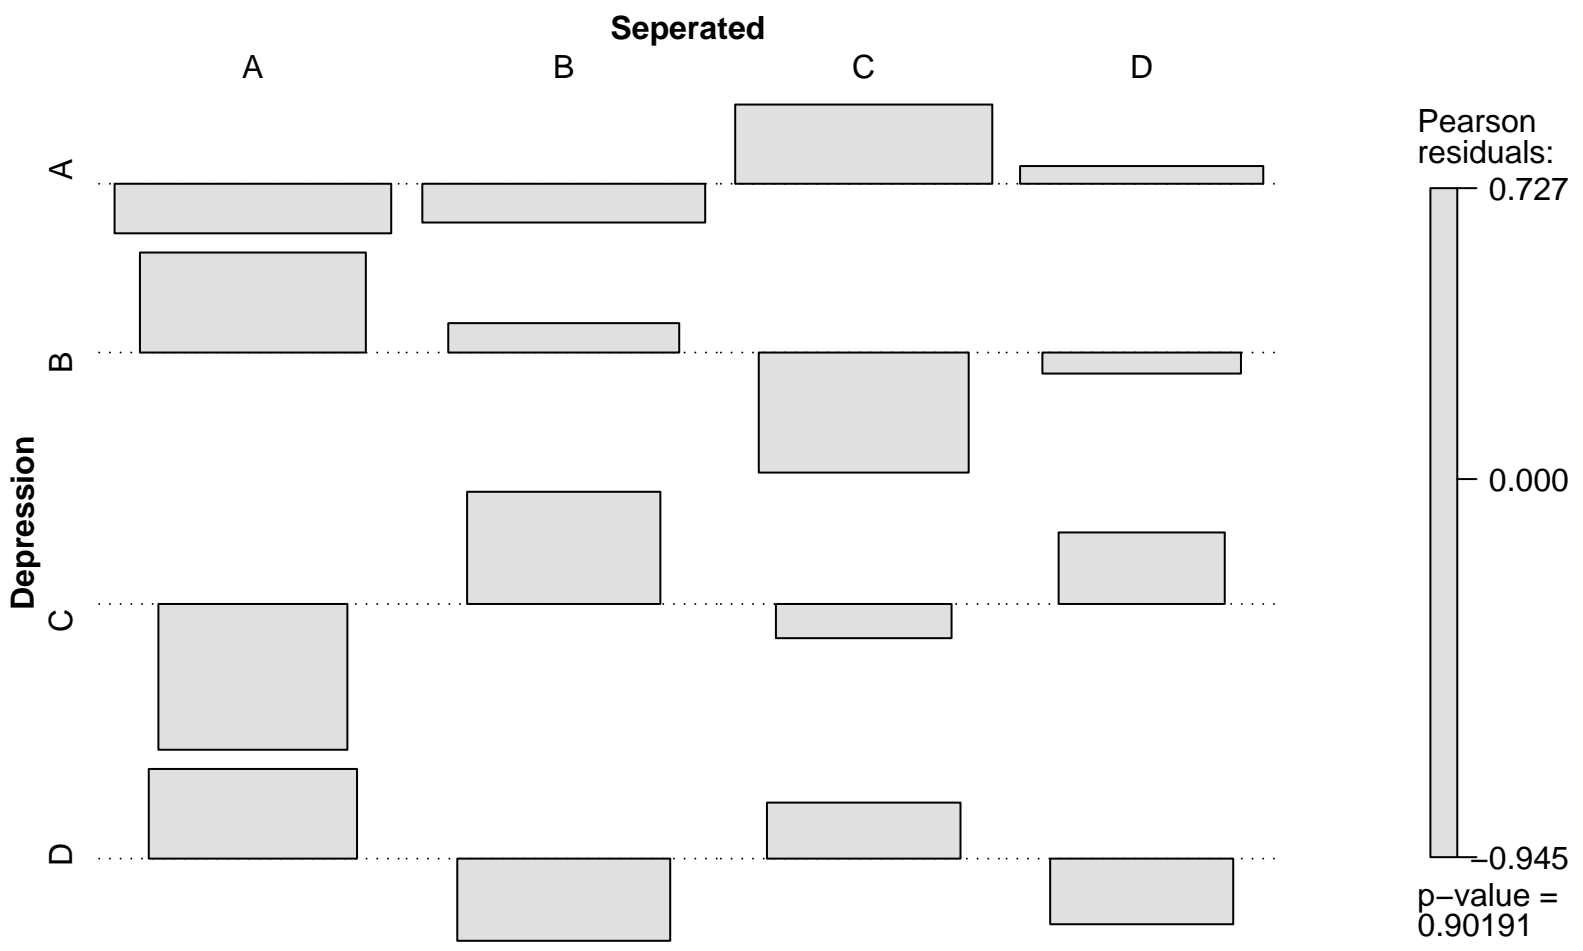 Seperated
A B C D
Depression
A
B
C
D
Pearson
residuals:
0.727
0.000
−0.945
p−value =
0.90191